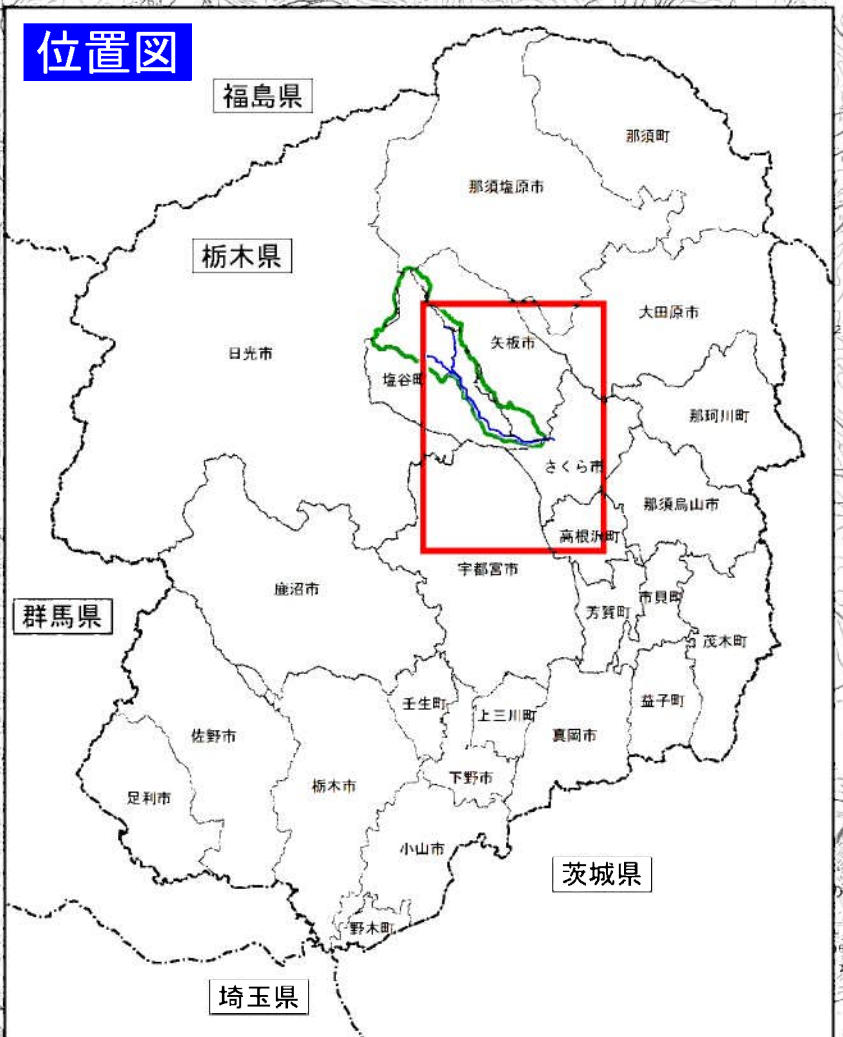 位置図
福島県
那須町
那須塩原市
栃木県
大田原市
矢板市
日光市
塩谷町
那珂川町
さくら市
那須烏山市
高根沢町
宇都宮市
鹿沼市
市貝町
芳賀町
群馬県
茂木町
益子町
壬生町
上三川町
真岡市
佐野市
下野市
栃木市
足利市
小山市
茨城県
野木町
埼玉県